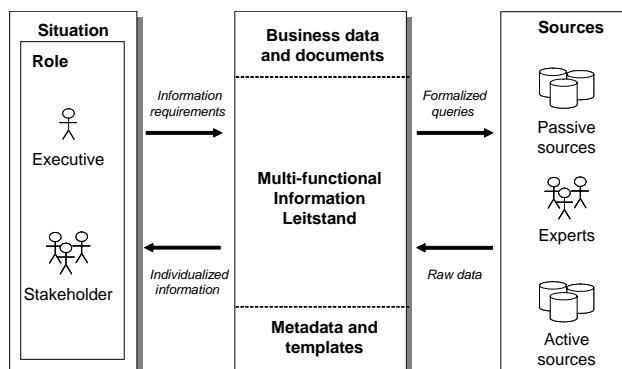 Situation
Role
Executive
Stakeholder
Information
requirements
Individualized
information
Business data
and documents
Multi-functional
Information
Leitstand
Metadata and
templates
Formalized
queries
Raw data
Sources
Passive
sources
Experts
Active
sources